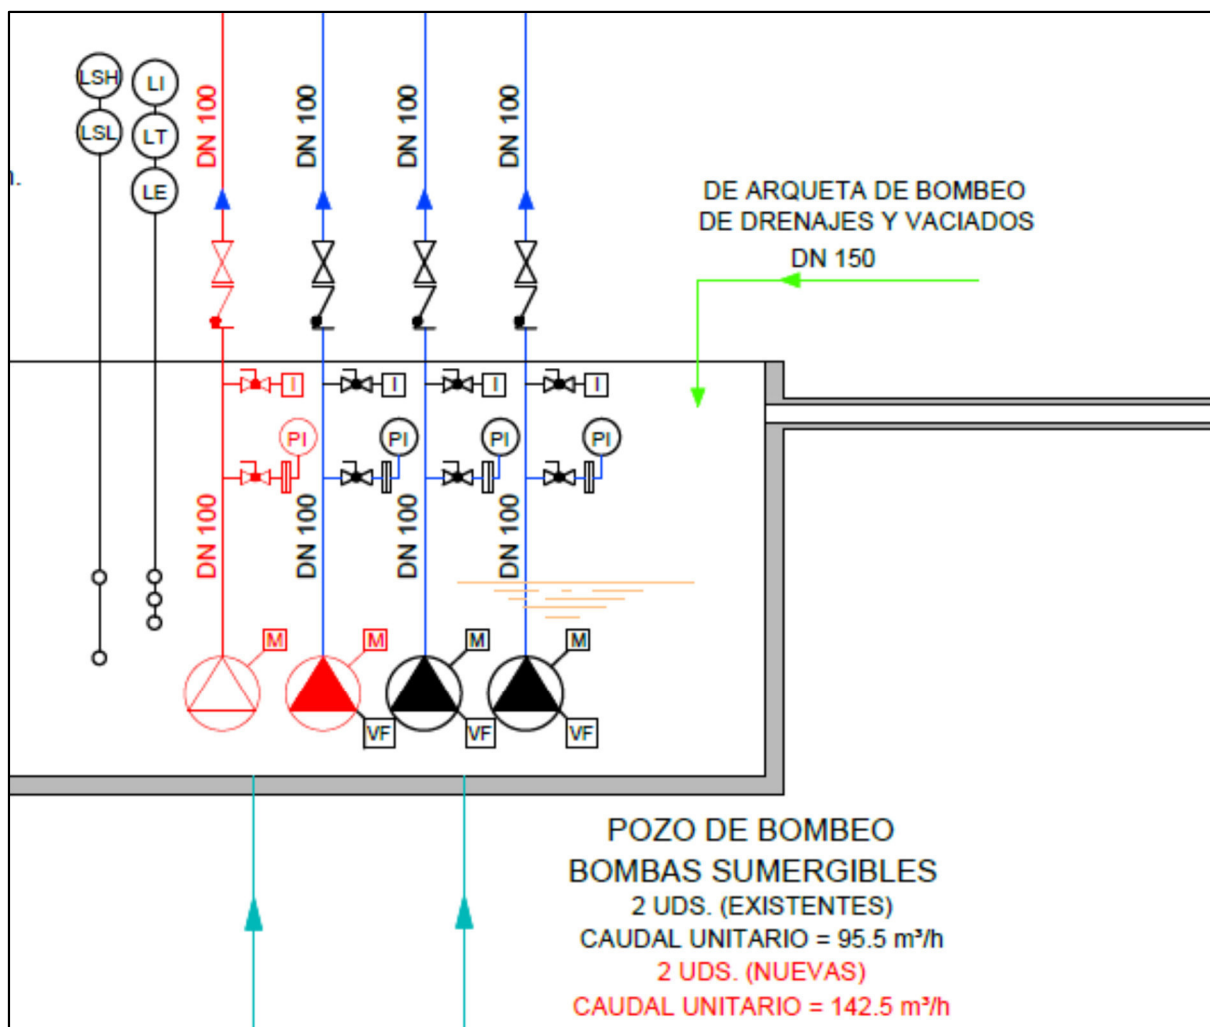 LSH
LI
LSL
LT
LE
DN 100
DN 100
DN 100
DN 100
DE ARQUETA DE BOMBEO
DE DRENAJES Y VACIADOS
DN 150
I
I
I
I
PI
PI
PI
PI
DN 100
DN 100
DN 100
DN 100
M
M
M
M
VF
VF
VF
POZO DE BOMBEO
BOMBAS SUMERGIBLES
2 UDS. (EXISTENTES)
CAUDAL UNITARIO = 95.5 m³/h
2 UDS. (NUEVAS)
CAUDAL UNITARIO = 142.5 m³/h